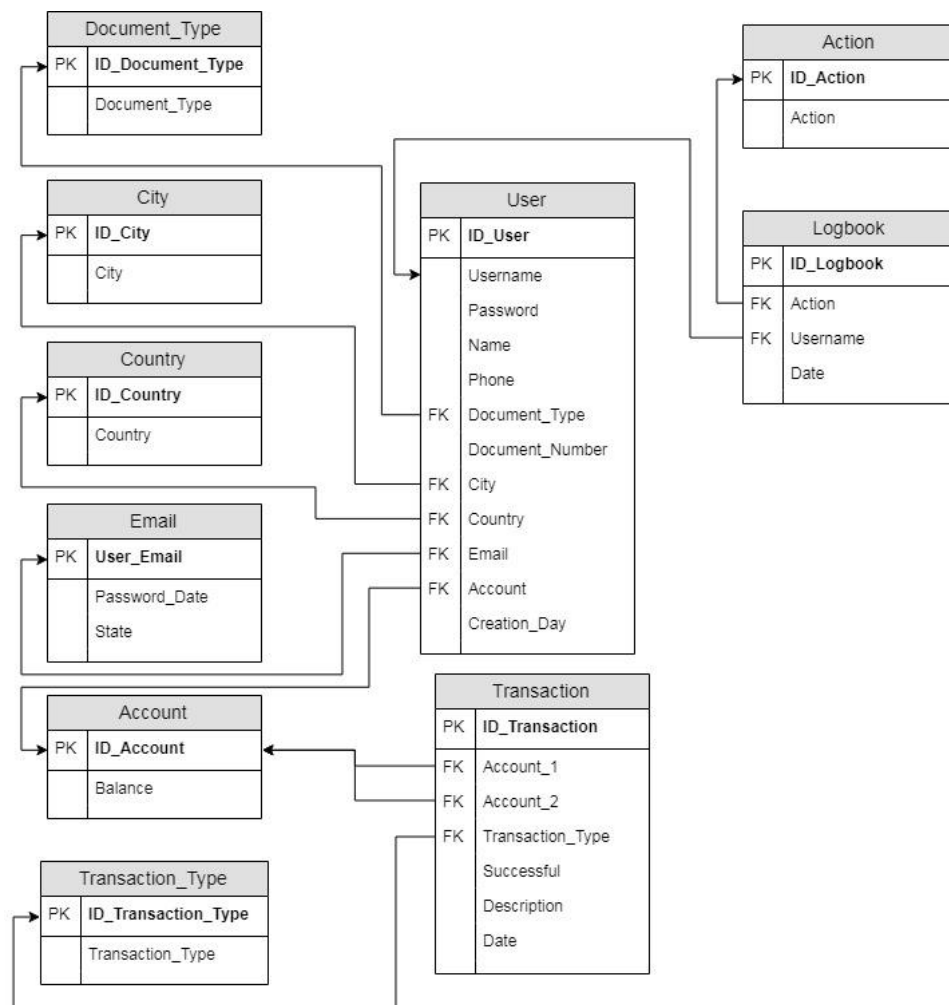 Document_Type
PK ID_Document_Type
Document_Type
City
PK ID_City
City
Country
PK ID_Country
Country
Email
PK User_Email
Password_Date
State
Account
PK ID_Account
Balance
Transaction_Type
PK ID_Transaction_Type
Transaction_Type
User
PK ID_User
Username
Password
Name
Phone
FK Document_Type
Document_Number
FK City
FK Country
FK Email
FK Account
Creation_Day
Transaction
PK ID_Transaction
FK Account_1
FK Account_2
FK Transaction_Type
Successful
Description
Date
Action
PK ID_Action
Action
Logbook
PK ID_Logbook
FK Action
FK Username
Date